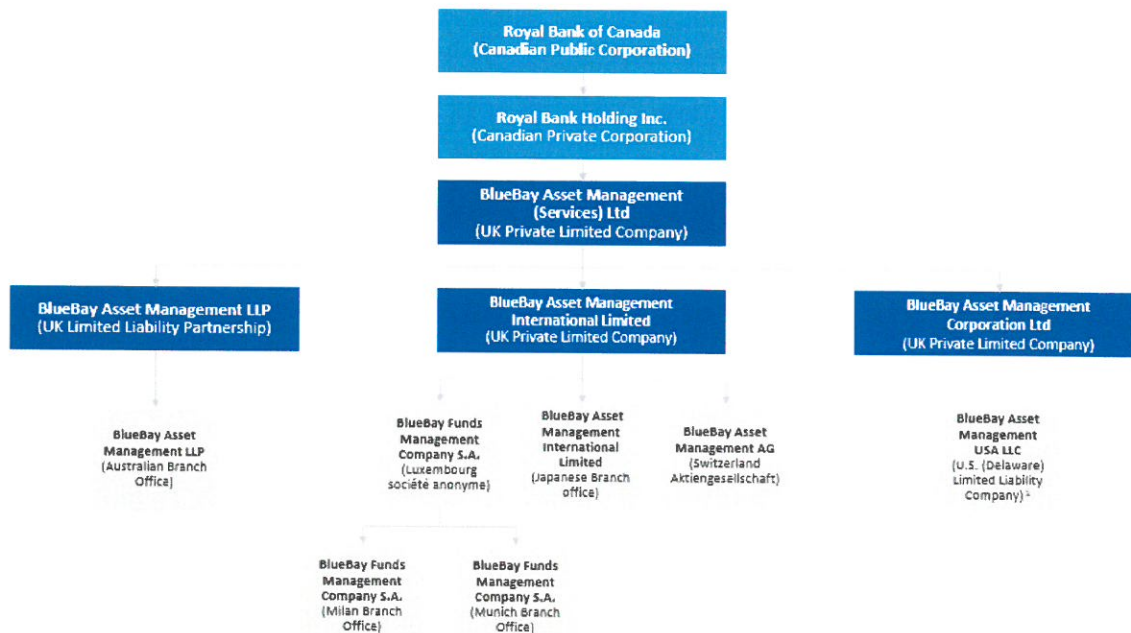 Royal Bank of Canada
(Canadian Public Corporation)
Royal Bank Holding Inc.
(Canadian Private Corporation)
BlueBay Asset Management
(Services) Ltd
(UK Private Limited Company)
BlueBay Asset Management LLP
(UK Limited Liability Partnership)
BlueBay Asset Management
International Limited
(UK Private Limited Company)
BlueBay Asset Management
Corporation Ltd
(UK Private Limited Company)
BlueBay Asset
Management LLP
(Australian Branch
Office)
BlueBay Funds
Management
Company S.A.
(Luxembourg
société anonyme)
BlueBay Asset
Management
International
Limited
(Japanese Branch
office)
BlueBay Asset
Management AG
(Switzerland
Aktiengesellschaft)
BlueBay Asset
Management
USA LLC
(U.S. (Delaware)
Limited Liability
Company)
BlueBay Funds
Management
Company S.A.
(Milan Branch
Office)
BlueBay Funds
Management
Company S.A.
(Munich Branch
Office)